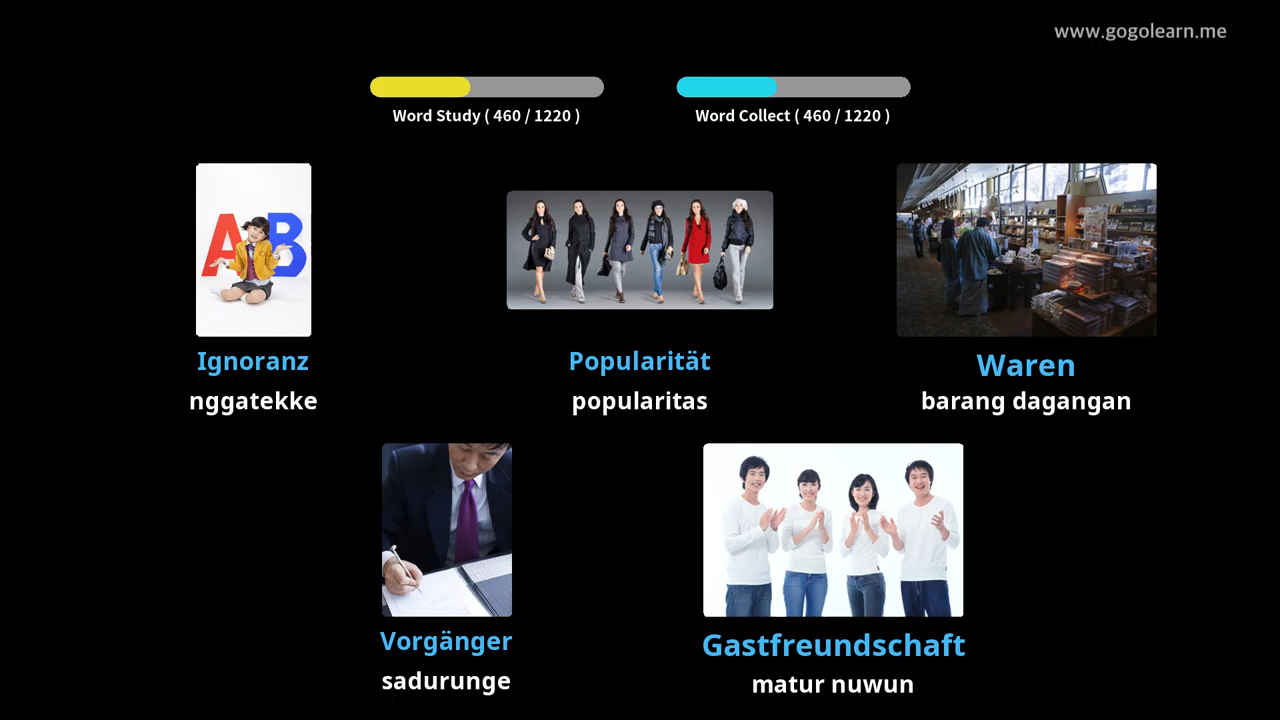 www.gogolearn.me
Word Study ( 460 / 1220 )
Word Collect ( 460 / 1220 )
A B
Ignoranz
nggatekke
Popularität
popularitas
Waren
barang dagangan
Vorgänger
sadurunge
Gastfreundschaft
matur nuwun